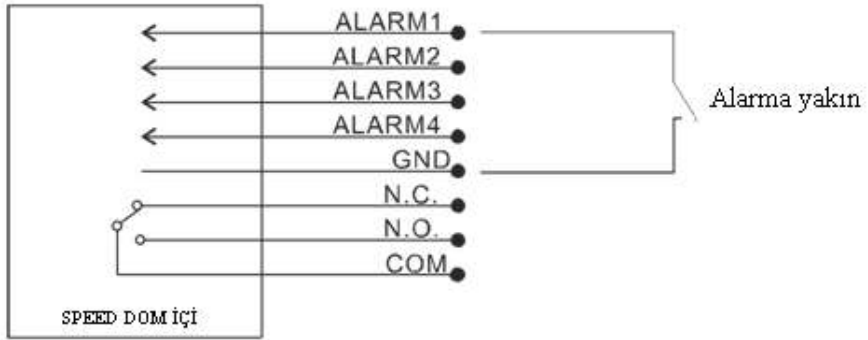 ALARM1
ALARM2
ALARM3
ALARM4
GND
N.C.
N.O.
COM
Alarma yakın
SPEED DOM İÇİ